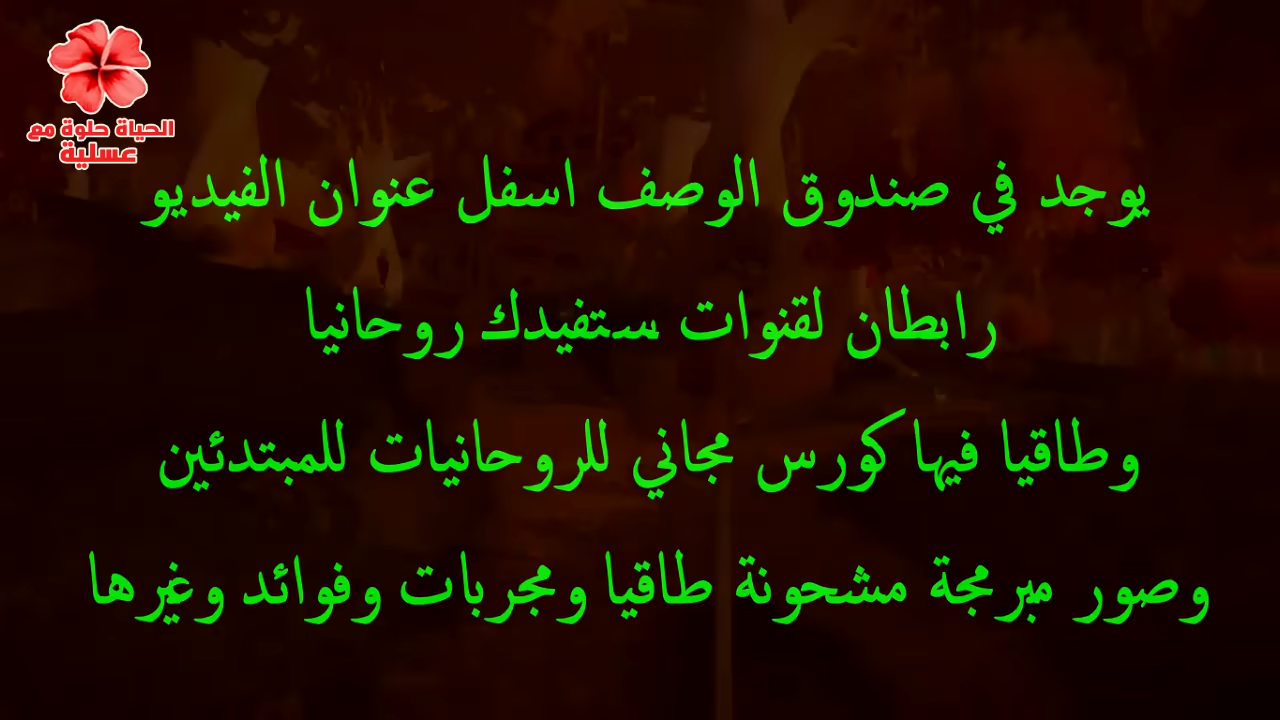 الحياة حلوة مع
عسلية
يوجد في صندوق الوصف اسفل عنوان الفيديو
رابطان لقنوات ستفيدك روحانيا
وطاقيا فيها كورس مجاني للروحانيات للمبتدئين
وصور مبرمجة مشحونة طاقيا ومجربات وفوائد وغيرها